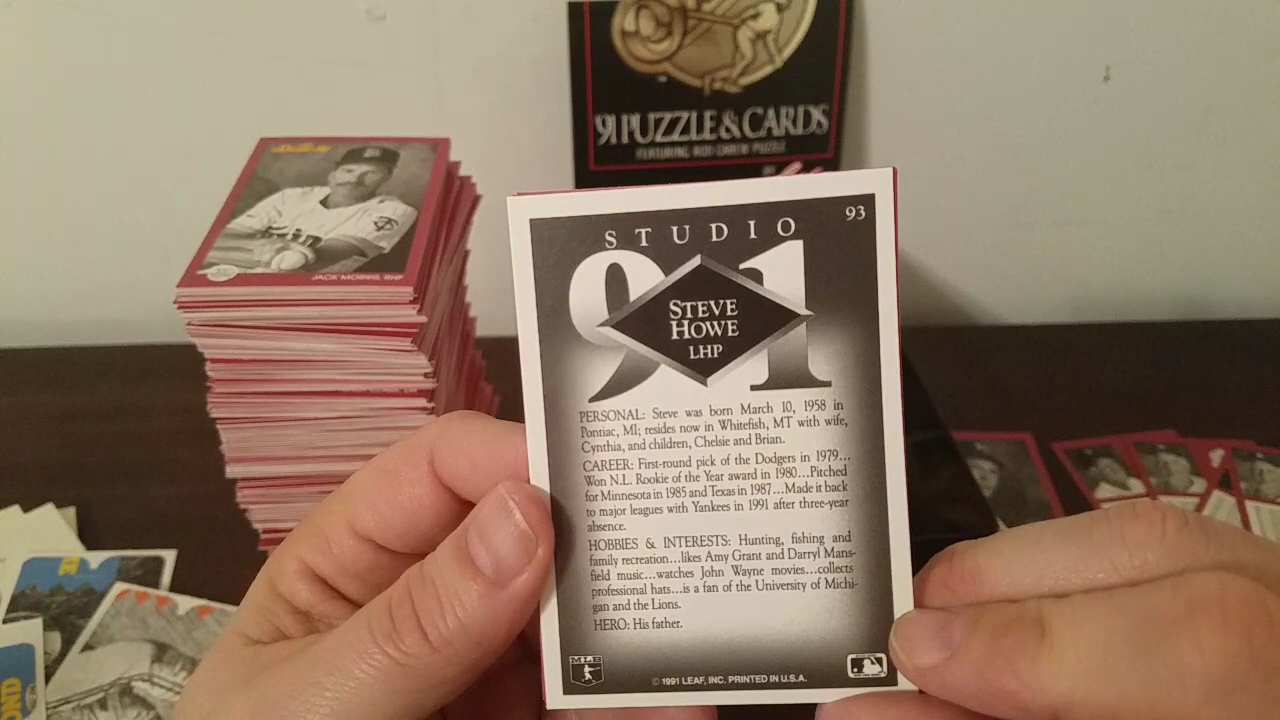 '91 PUZZLE & CARDS
FEATURING ROD CAREW PUZZLE
JACK MORRIS, RHP
93
STUDIO
91
STEVE
HOWE
LHP
PERSONAL: Steve was born March 10, 1958 in
Pontiac, MI; resides now in Whitefish, MT with wife,
Cynthia, and children, Chelsie and Brian.
CAREER: First-round pick of the Dodgers in 1979...
Won N.L. Rookie of the Year award in 1980...Pitched
for Minnesota in 1985 and Texas in 1987...Made it back
to major leagues with Yankees in 1991 after three-year
absence.
HOBBIES & INTERESTS: Hunting, fishing and
family recreation...likes Amy Grant and Darryl Mans-
field music...watches John Wayne movies...collects
professional hats...is a fan of the University of Michi-
gan and the Lions.
HERO: His father.
MLB
© 1991 LEAF, INC. PRINTED IN U.S.A.